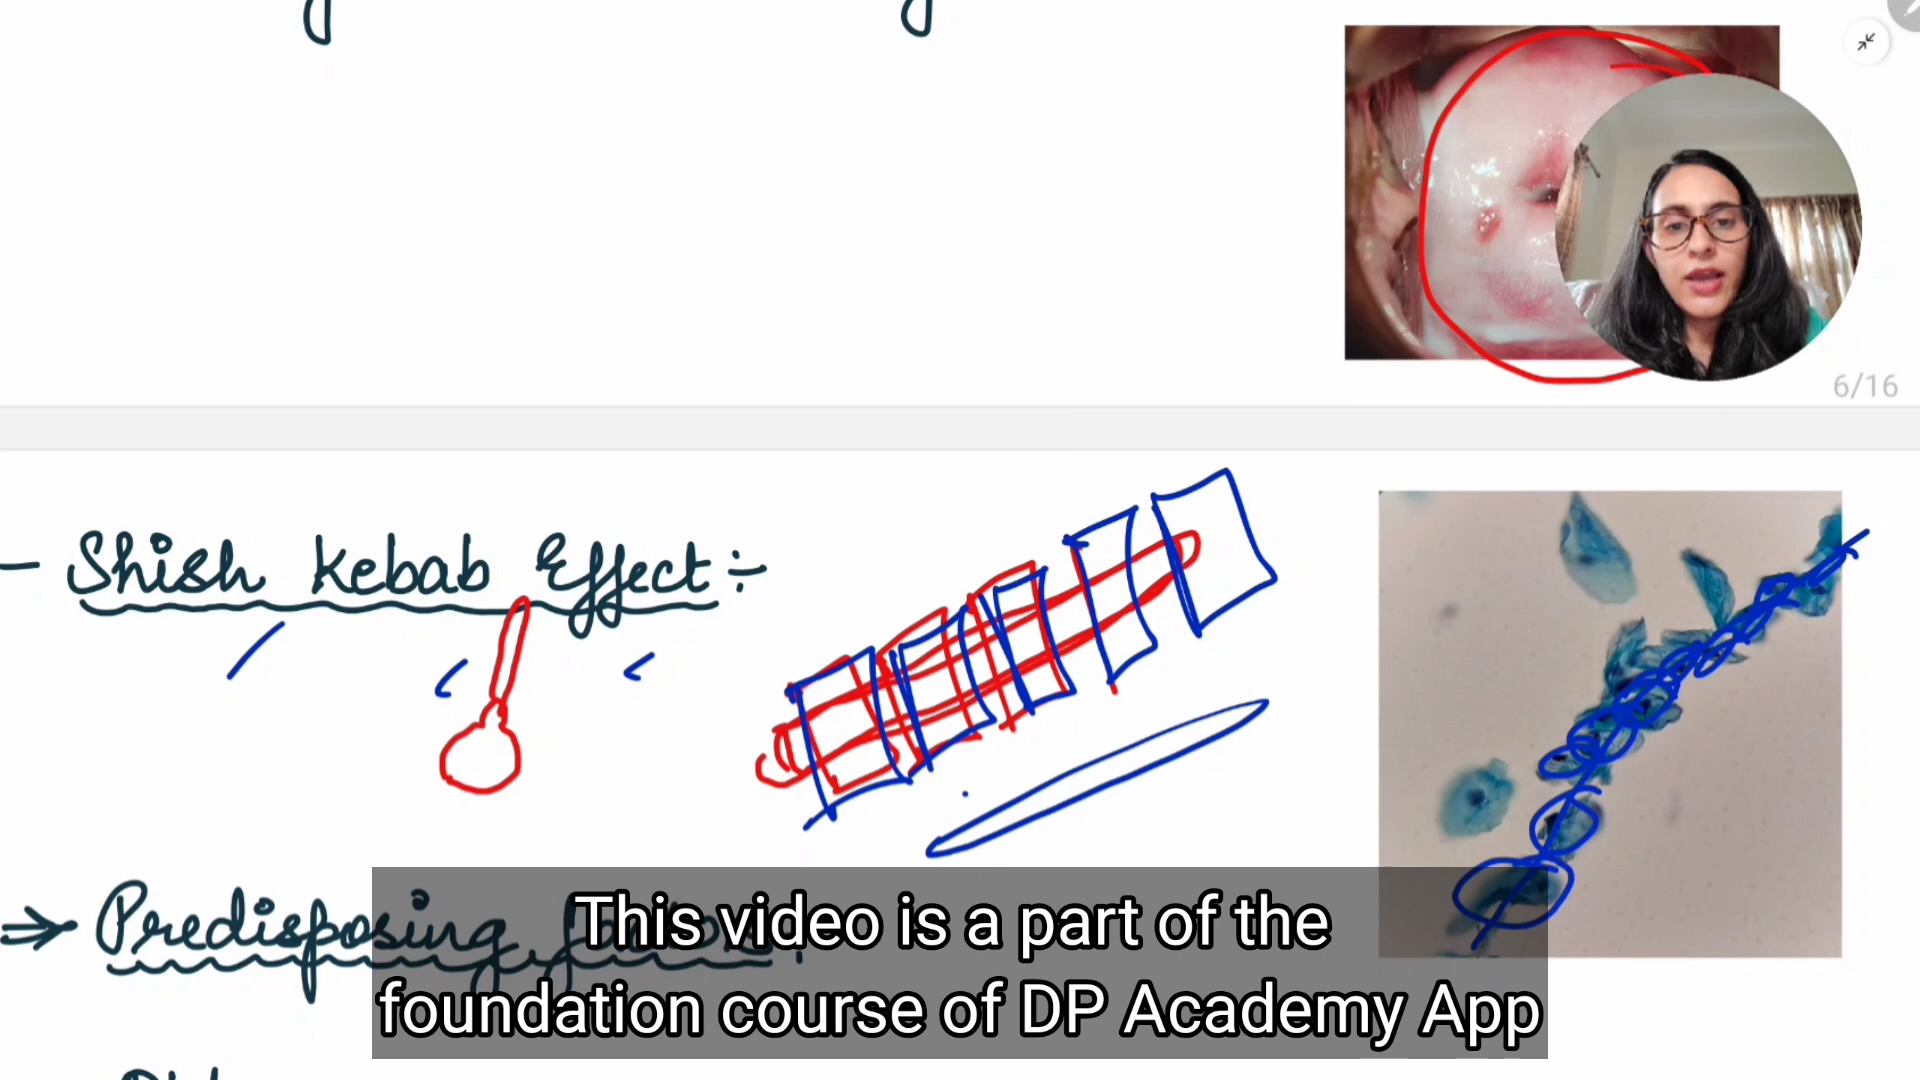 6/16
- Shish Kebab Effect :-
⇒ Predisposing
This video is a part of the
foundation course of DP Academy App